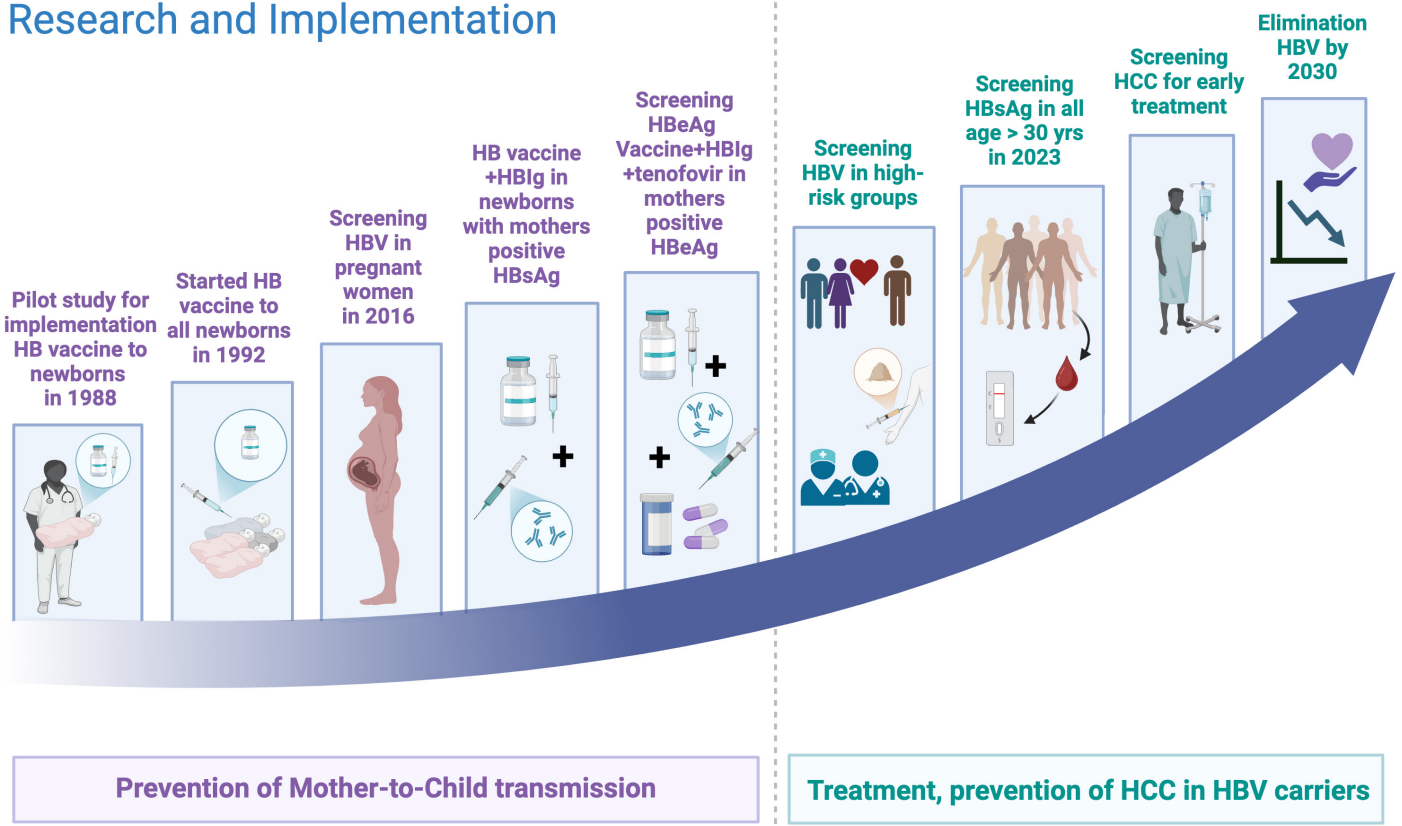 Research and Implementation
Pilot study for
implementation
HB vaccine to
newborns
in 1988
Started HB
vaccine to
all newborns
in 1992
Screening
HBV in
pregnant
women
in 2016
HB vaccine
+HBIg in
newborns
with mothers
positive
HBsAg
Screening
HBeAg
Vaccine+HBIg
+tenofovir in
mothers
positive
HBeAg
Screening
HBV in high-
risk groups
Screening
HBsAg in all
age > 30 yrs
in 2023
Screening
HCC for early
treatment
Elimination
HBV by
2030
+
+
+
C
T
S
Prevention of Mother-to-Child transmission
Treatment, prevention of HCC in HBV carriers